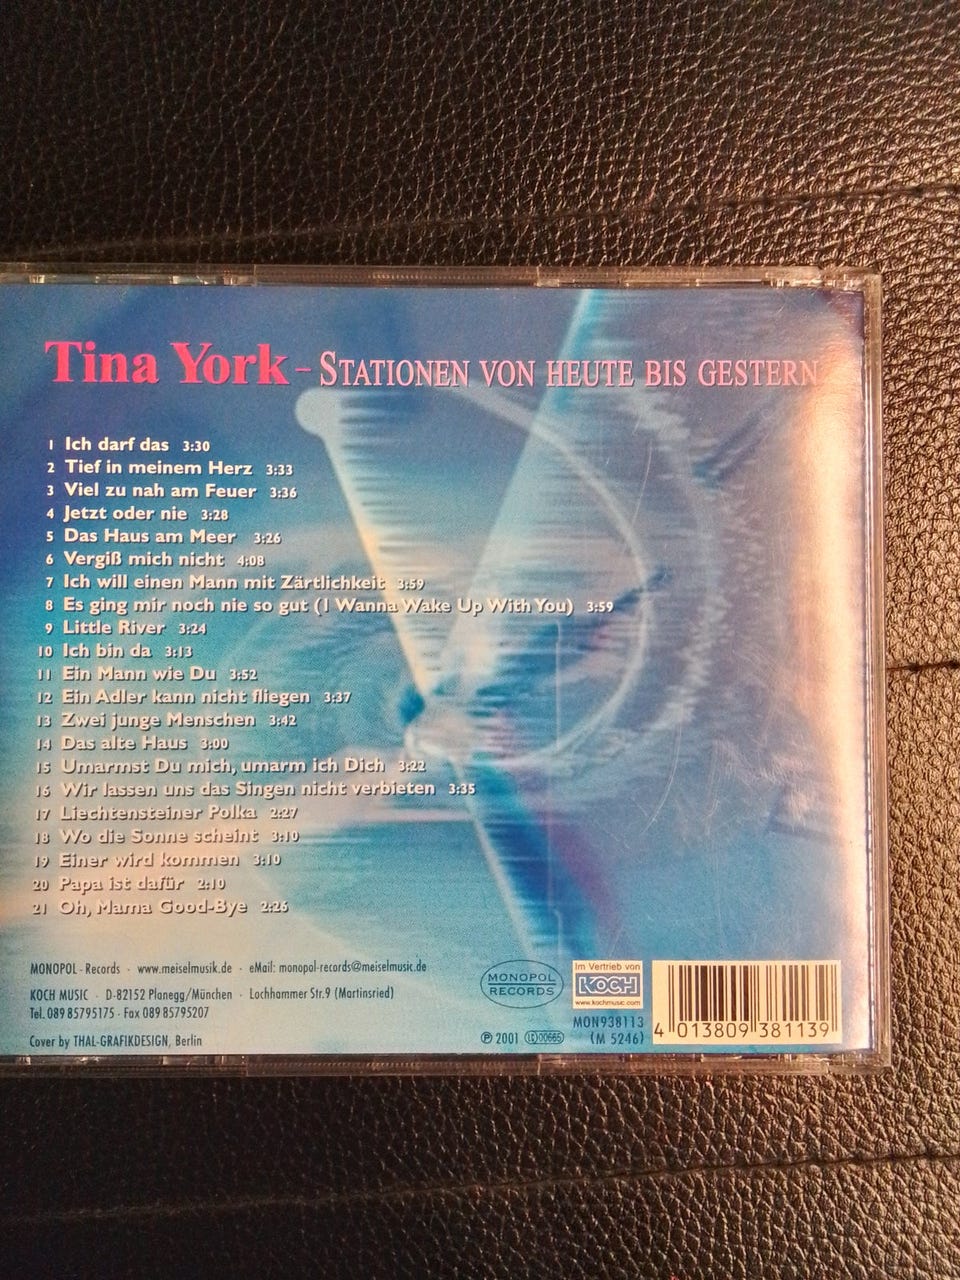 Tina York – STATIONEN VON HEUTE BIS GESTERN
1 Ich darf das 3:30
2 Tief in meinem Herz 3:33
3 Viel zu nah am Feuer 3:36
4 Jetzt oder nie 3:28
5 Das Haus am Meer 3:26
6 Vergiß mich nicht 4:08
7 Ich will einen Mann mit Zärtlichkeit 3:59
8 Es ging mir noch nie so gut (I Wanna Wake Up With You) 3:59
9 Little River 3:24
10 Ich bin da 3:13
11 Ein Mann wie Du 3:52
12 Ein Adler kann nicht fliegen 3:37
13 Zwei junge Menschen 3:42
14 Das alte Haus 3:00
15 Umarmst Du mich, umarm ich Dich 3:22
16 Wir lassen uns das Singen nicht verbieten 3:35
17 Liechtensteiner Polka 2:27
18 Wo die Sonne scheint 3:10
19 Einer wird kommen 3:10
20 Papa ist dafür 2:10
21 Oh, Mama Good-Bye 2:26
MONOPOL - Records · www.meiselmusik.de · eMail: monopol-records@meiselmusic.de
KOCH MUSIC · D-82152 Planegg/München · Lochhammer Str.9 (Martinsried)
Tel. 089 85795175 · Fax 089 85795207
Cover by THAL-GRAFIKDESIGN, Berlin
MONOPOL
RECORDS
℗ 2001 LC 00665
Im Vertrieb von
KOCH
www.kochmusic.com
MON938113
(M 5246)
4 013809 381139